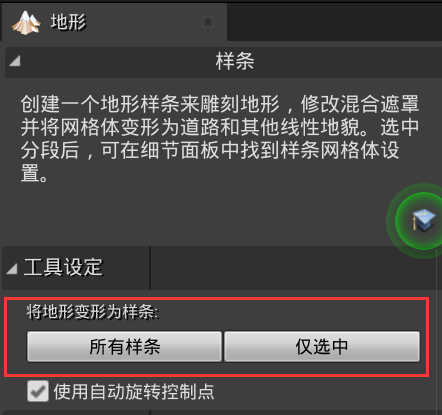 地形
样条
创建一个地形样条来雕刻地形，修改混合遮罩
并将网格体变形为道路和其他线性地貌。选中
分段后，可在细节面板中找到样条网格体设
置。
工具设定
将地形变形为样条:
所有样条 仅选中
使用自动旋转控制点